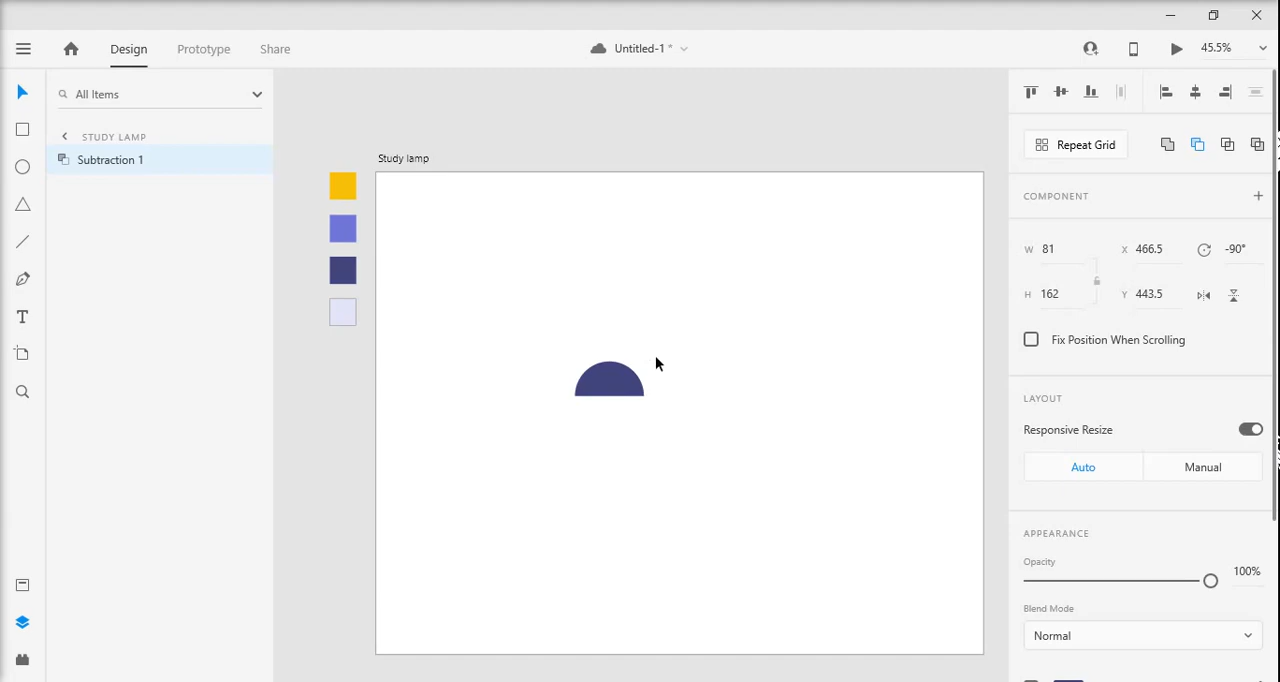 Design Prototype Share Untitled-1 * 45.5%
All Items
STUDY LAMP
Subtraction 1
Study lamp
Repeat Grid
COMPONENT
W 81 X 466.5 -90°
H 162 Y 443.5
Fix Position When Scrolling
LAYOUT
Responsive Resize
Auto Manual
APPEARANCE
Opacity
100%
Blend Mode
Normal